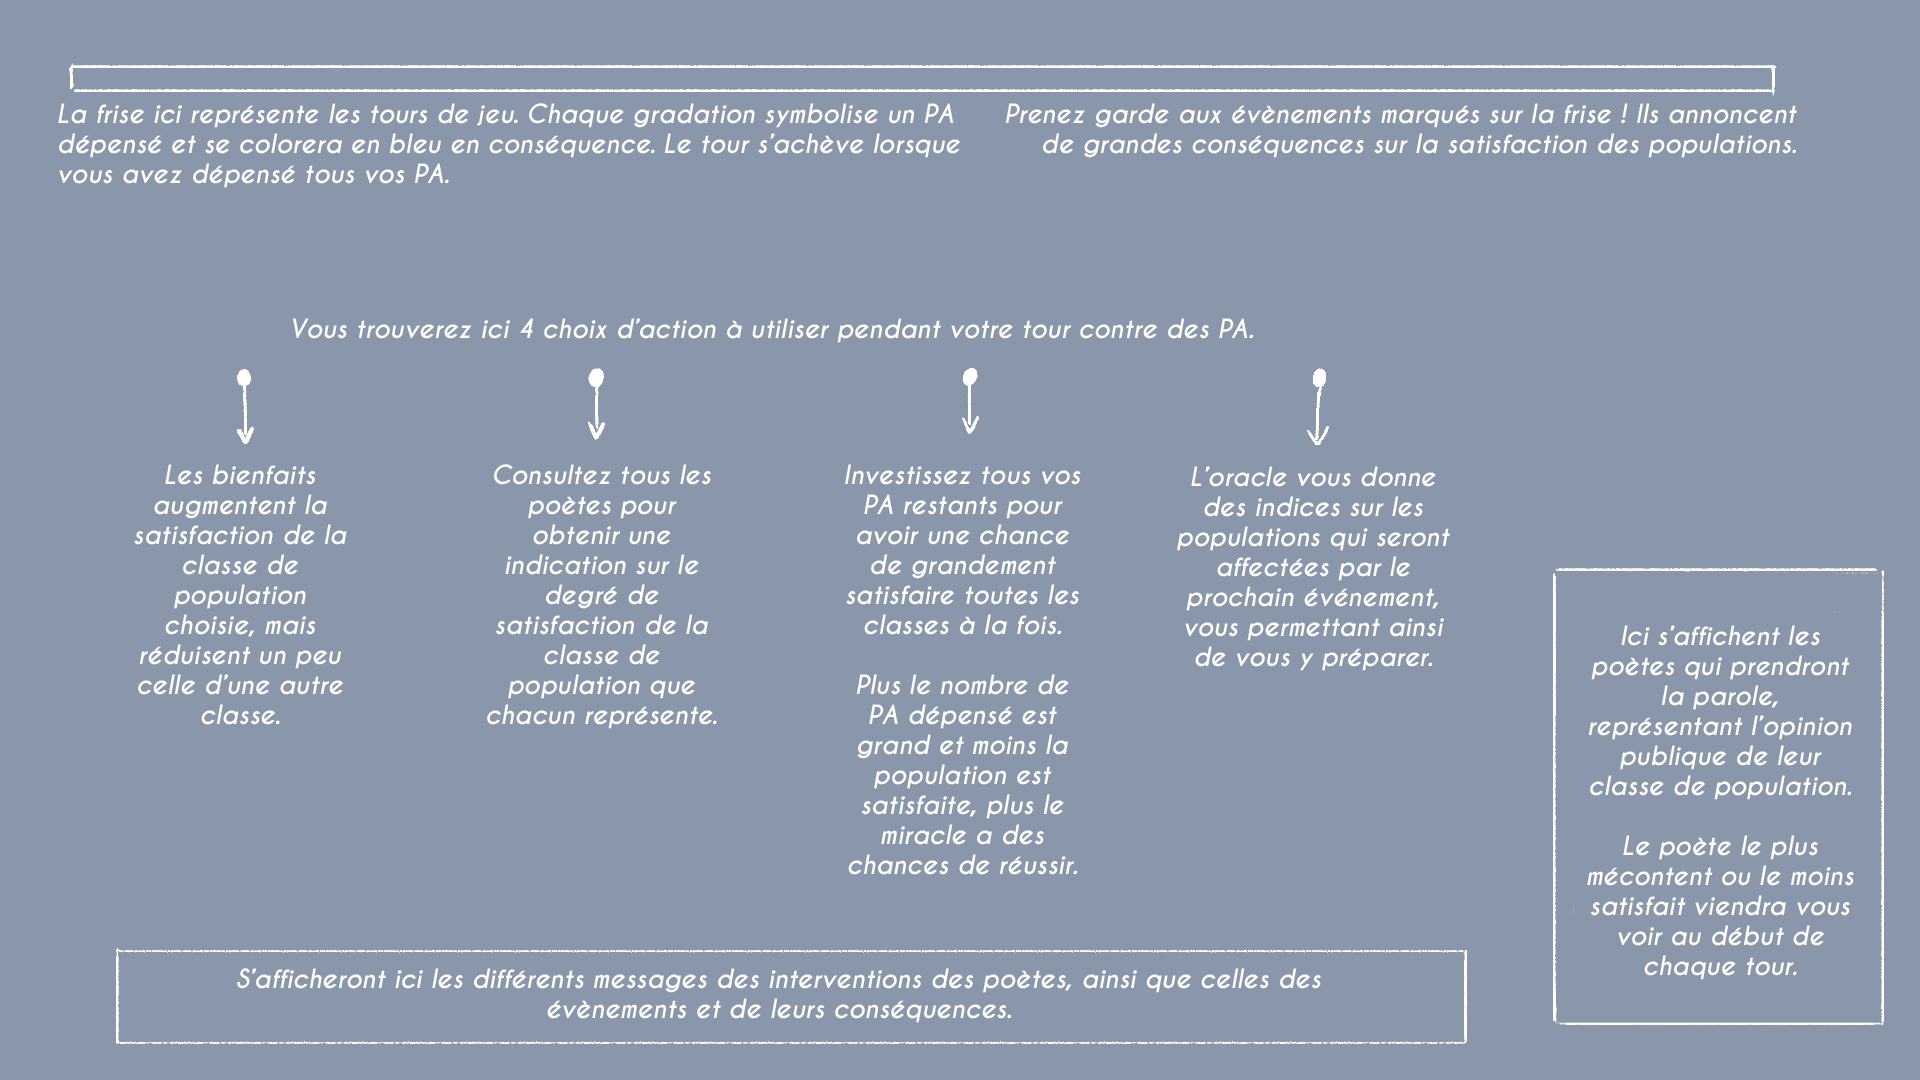 La frise ici représente les tours de jeu. Chaque gradation symbolise un PA
dépensé et se colorera en bleu en conséquence. Le tour s'achève lorsque
vous avez dépensé tous vos PA.
Prenez garde aux évènements marqués sur la frise ! Ils annoncent
de grandes conséquences sur la satisfaction des populations.
Vous trouverez ici 4 choix d'action à utiliser pendant votre tour contre des PA.
Les bienfaits
augmentent la
satisfaction de la
classe de
population
choisie, mais
réduisent un peu
celle d'une autre
classe.
Consultez tous les
poètes pour
obtenir une
indication sur le
degré de
satisfaction de la
classe de
population que
chacun représente.
Investissez tous vos
PA restants pour
avoir une chance
de grandement
satisfaire toutes les
classes à la fois.
Plus le nombre de
PA dépensé est
grand et moins la
population est
satisfaite, plus le
miracle a des
chances de réussir.
L'oracle vous donne
des indices sur les
populations qui seront
affectées par le
prochain événement,
vous permettant ainsi
de vous y préparer.
Ici s'affichent les
poètes qui prendront
la parole,
représentant l'opinion
publique de leur
classe de population.
Le poète le plus
mécontent ou le moins
satisfait viendra vous
voir au début de
chaque tour.
S'afficheront ici les différents messages des interventions des poètes, ainsi que celles des
évènements et de leurs conséquences.